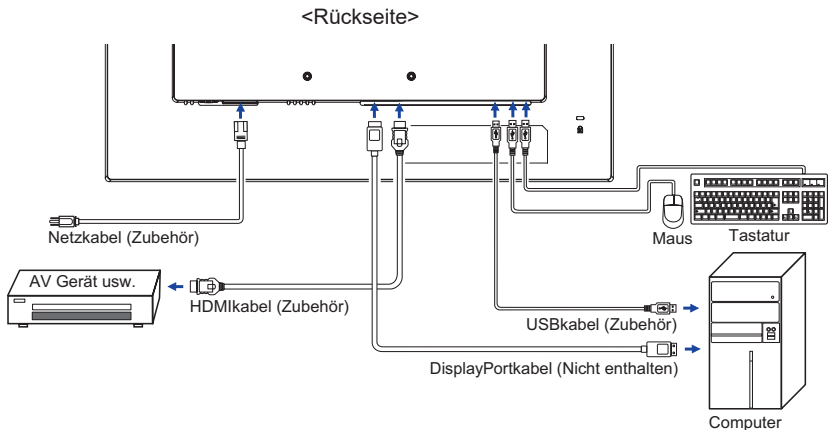 <Rückseite>
Netzkabel (Zubehör)
Maus
Tastatur
AV Gerät usw.
HDMIkabel (Zubehör)
USBkabel (Zubehör)
DisplayPortkabel (Nicht enthalten)
Computer